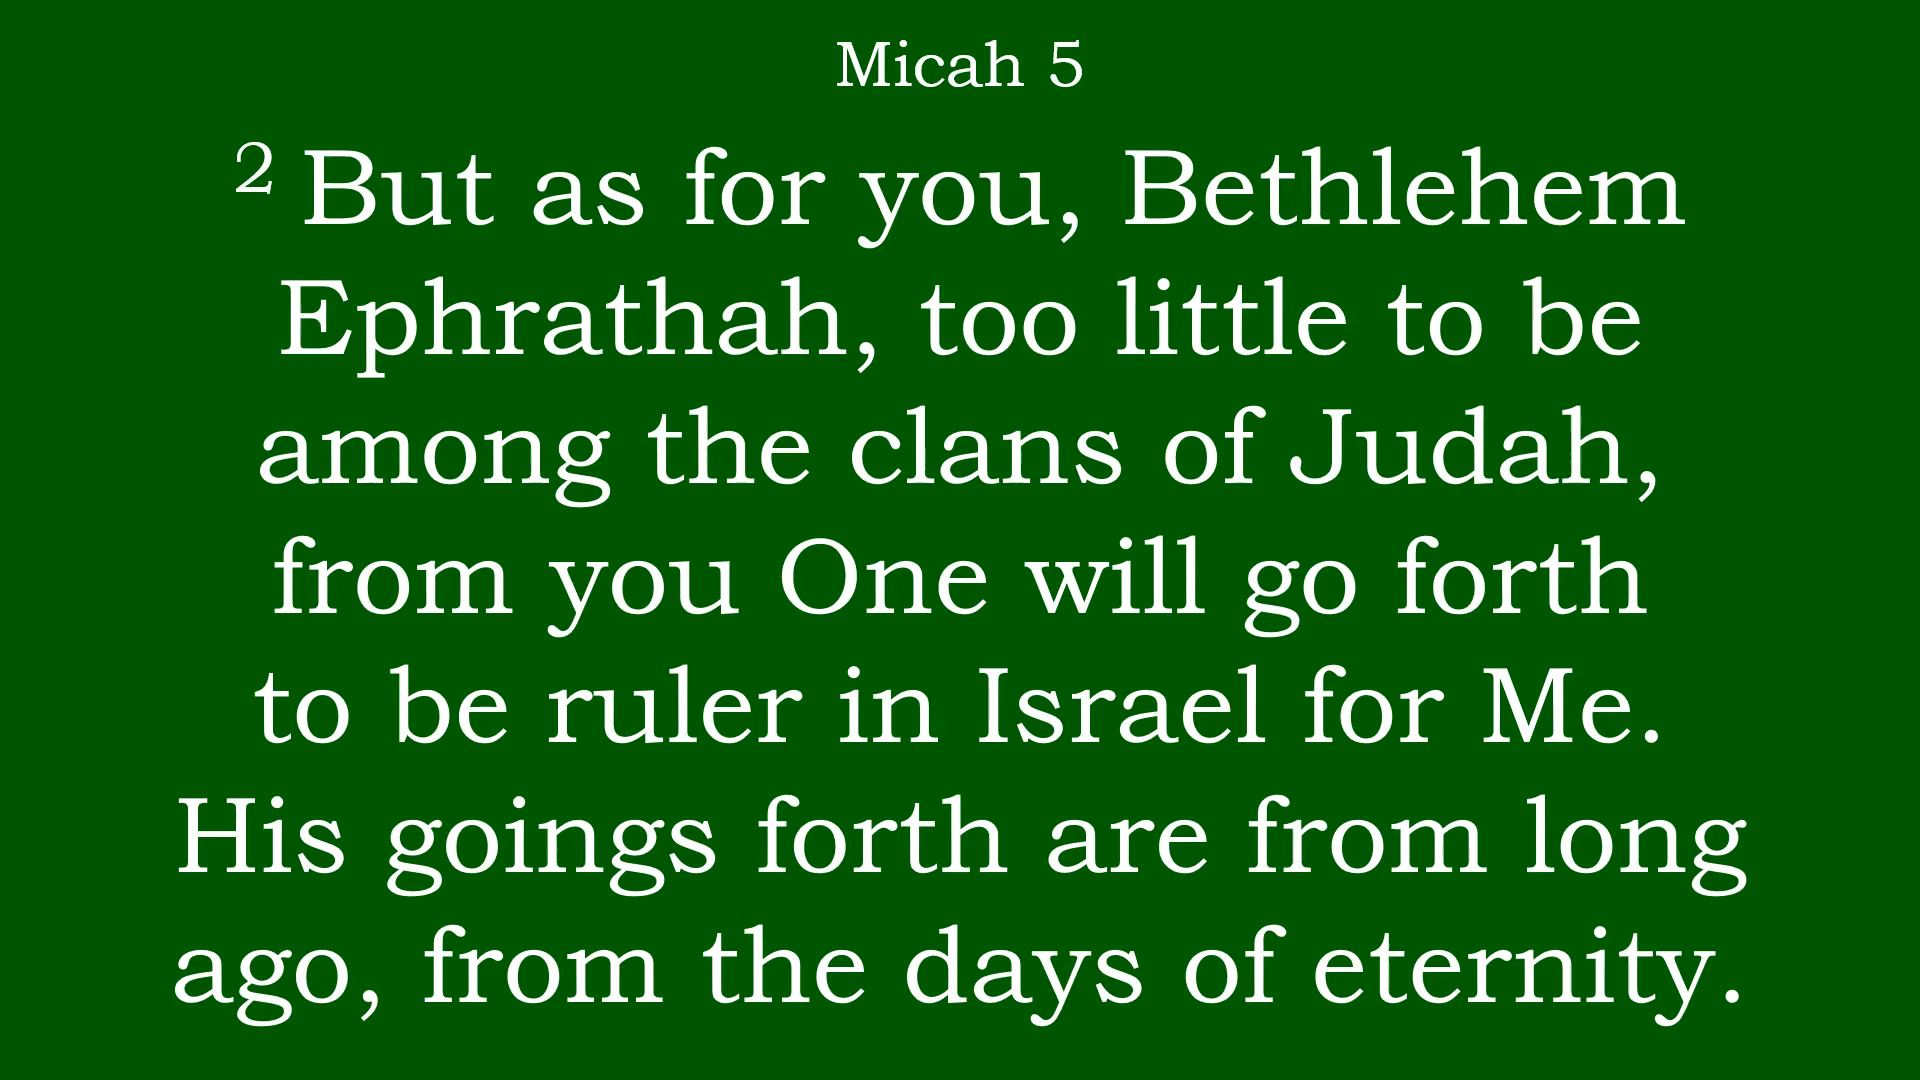 Micah 5
2 But as for you, Bethlehem
Ephrathah, too little to be
among the clans of Judah,
from you One will go forth
to be ruler in Israel for Me.
His goings forth are from long
ago, from the days of eternity.